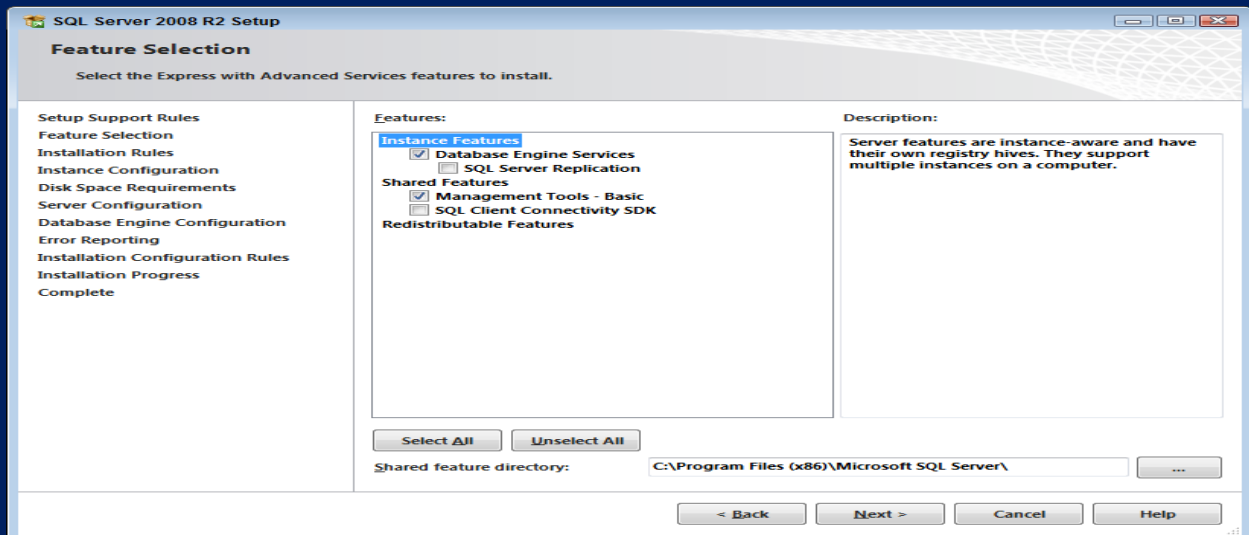 SQL Server 2008 R2 Setup
Feature Selection
Select the Express with Advanced Services features to install.
Setup Support Rules
Feature Selection
Installation Rules
Instance Configuration
Disk Space Requirements
Server Configuration
Database Engine Configuration
Error Reporting
Installation Configuration Rules
Installation Progress
Complete
Features:
Instance Features
Database Engine Services
SQL Server Replication
Shared Features
Management Tools - Basic
SQL Client Connectivity SDK
Redistributable Features
Description:
Server features are instance-aware and have
their own registry hives. They support
multiple instances on a computer.
Select All
Unselect All
Shared feature directory:
C:\Program Files (x86)\Microsoft SQL Server\
...
< Back
Next >
Cancel
Help